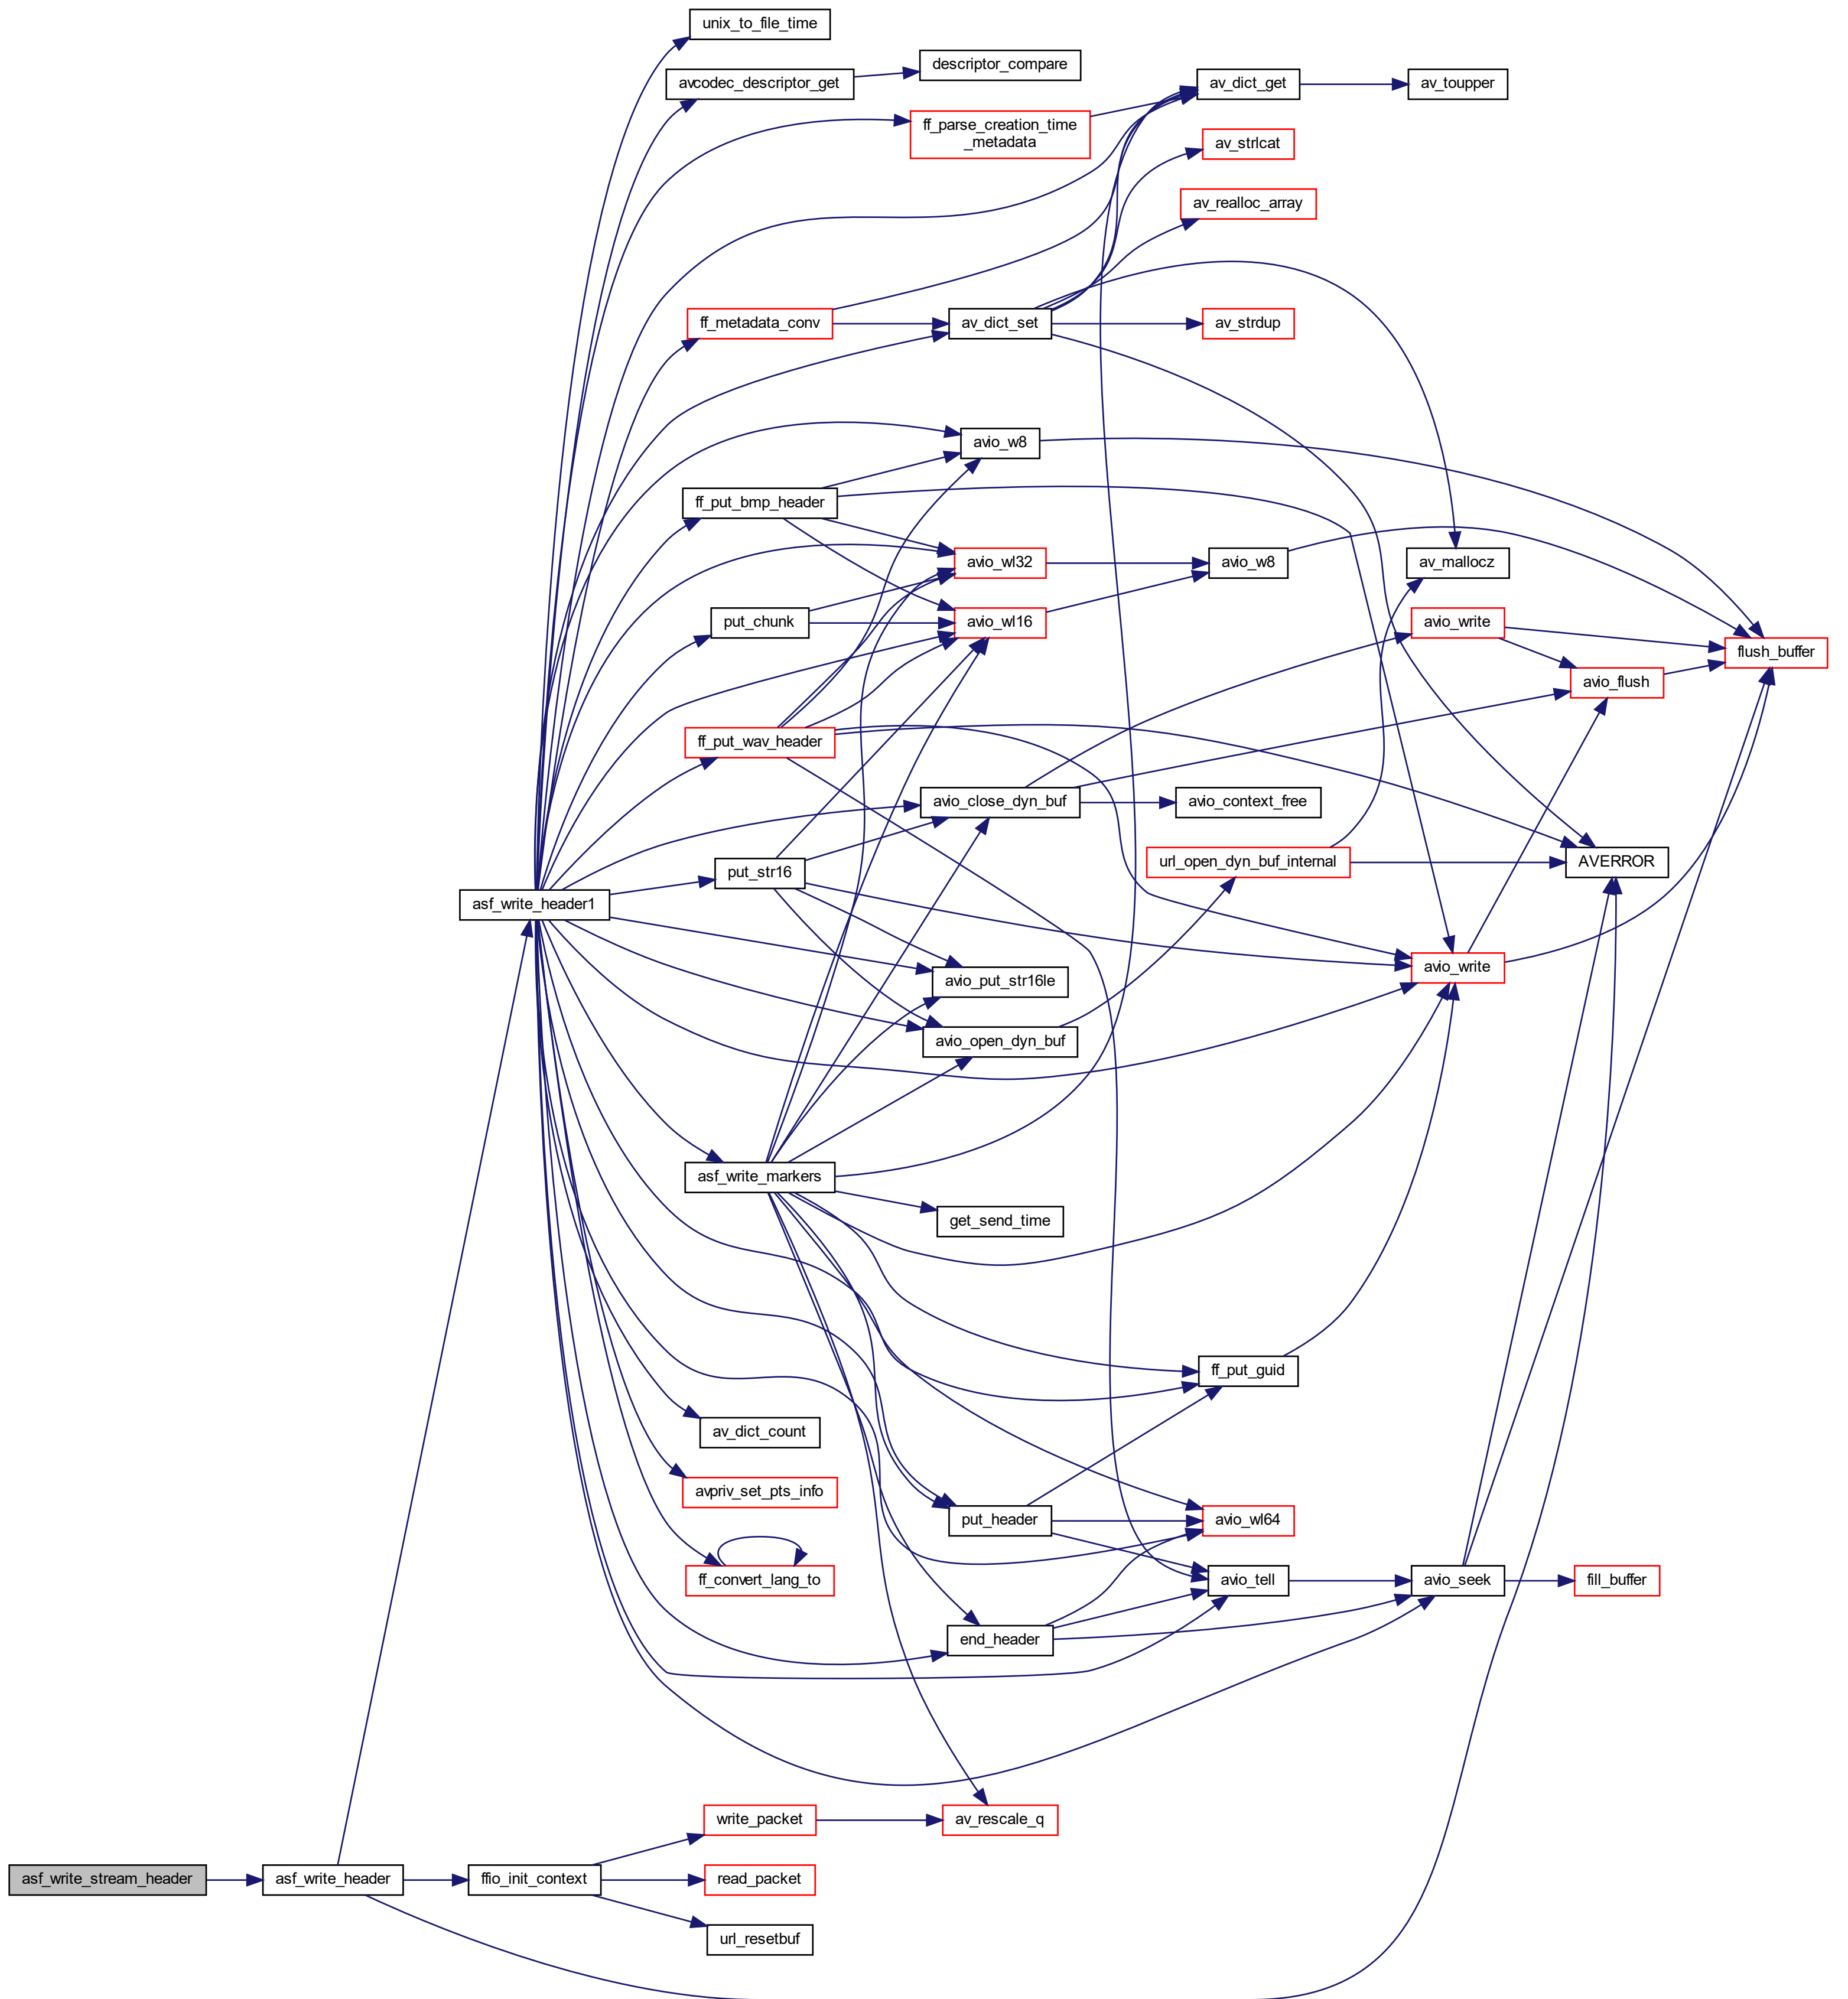 unix_to_file_time
descriptor_compare
avcodec_descriptor_get
av_dict_get
av_toupper
ff_parse_creation_time
_metadata
av_strlcat
av_realloc_array
ff_metadata_conv
av_dict_set
av_strdup
avio_w8
ff_put_bmp_header
avio_wl32
avio_w8
av_mallocz
put_chunk
avio_wl16
avio_write
flush_buffer
avio_flush
ff_put_wav_header
avio_close_dyn_buf
avio_context_free
url_open_dyn_buf_internal
AVERROR
put_str16
asf_write_header1
avio_write
avio_put_str16le
avio_open_dyn_buf
asf_write_markers
get_send_time
ff_put_guid
av_dict_count
avpriv_set_pts_info
put_header
avio_wl64
ff_convert_lang_to
avio_tell
avio_seek
fill_buffer
end_header
write_packet
av_rescale_q
asf_write_stream_header
asf_write_header
ffio_init_context
read_packet
url_resetbuf